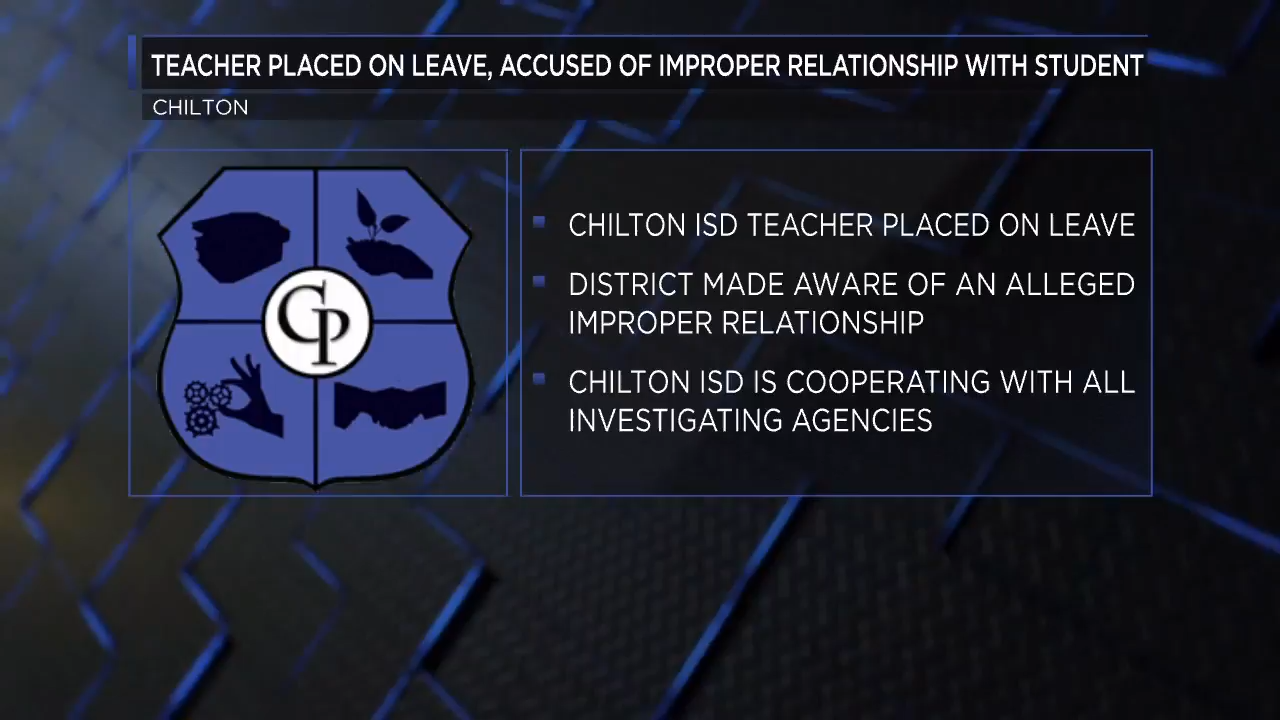 TEACHER PLACED ON LEAVE, ACCUSED OF IMPROPER RELATIONSHIP WITH STUDENT
CHILTON
CP
CHILTON ISD TEACHER PLACED ON LEAVE
DISTRICT MADE AWARE OF AN ALLEGED
IMPROPER RELATIONSHIP
CHILTON ISD IS COOPERATING WITH ALL
INVESTIGATING AGENCIES